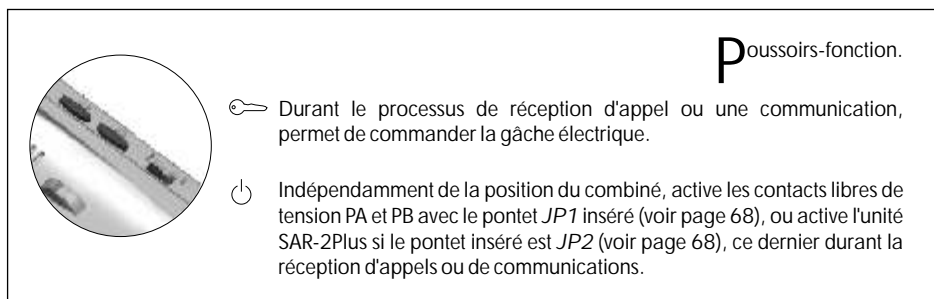 Poussoirs-fonction.
Durant le processus de réception d'appel ou une communication,
permet de commander la gâche électrique.
Indépendamment de la position du combiné, active les contacts libres de
tension PA et PB avec le pontet JP1 inséré (voir page 68), ou active l'unité
SAR-2Plus si le pontet inséré est JP2 (voir page 68), ce dernier durant la
réception d'appels ou de communications.